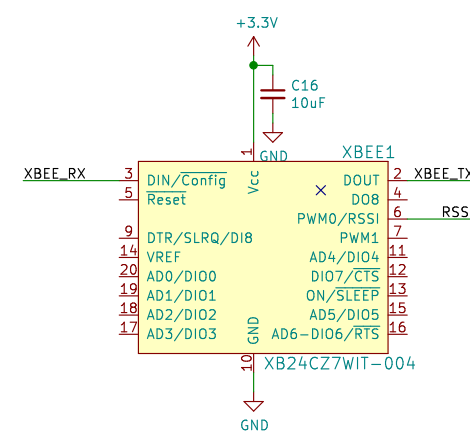 +3.3V
C16
10uF
GND
XBEE1
1
Vcc
XBEE_RX
3
DIN/Config
DOUT
2
XBEE_TX
5
Reset
DO8
4
PWM0/RSSI
6
RSS
9
DTR/SLRQ/DI8
PWM1
7
14
VREF
AD4/DIO4
11
20
AD0/DIO0
DIO7/CTS
12
19
AD1/DIO1
ON/SLEEP
13
18
AD2/DIO2
AD5/DIO5
15
17
AD3/DIO3
GND
AD6-DIO6/RTS
16
10
XB24CZ7WIT-004
GND